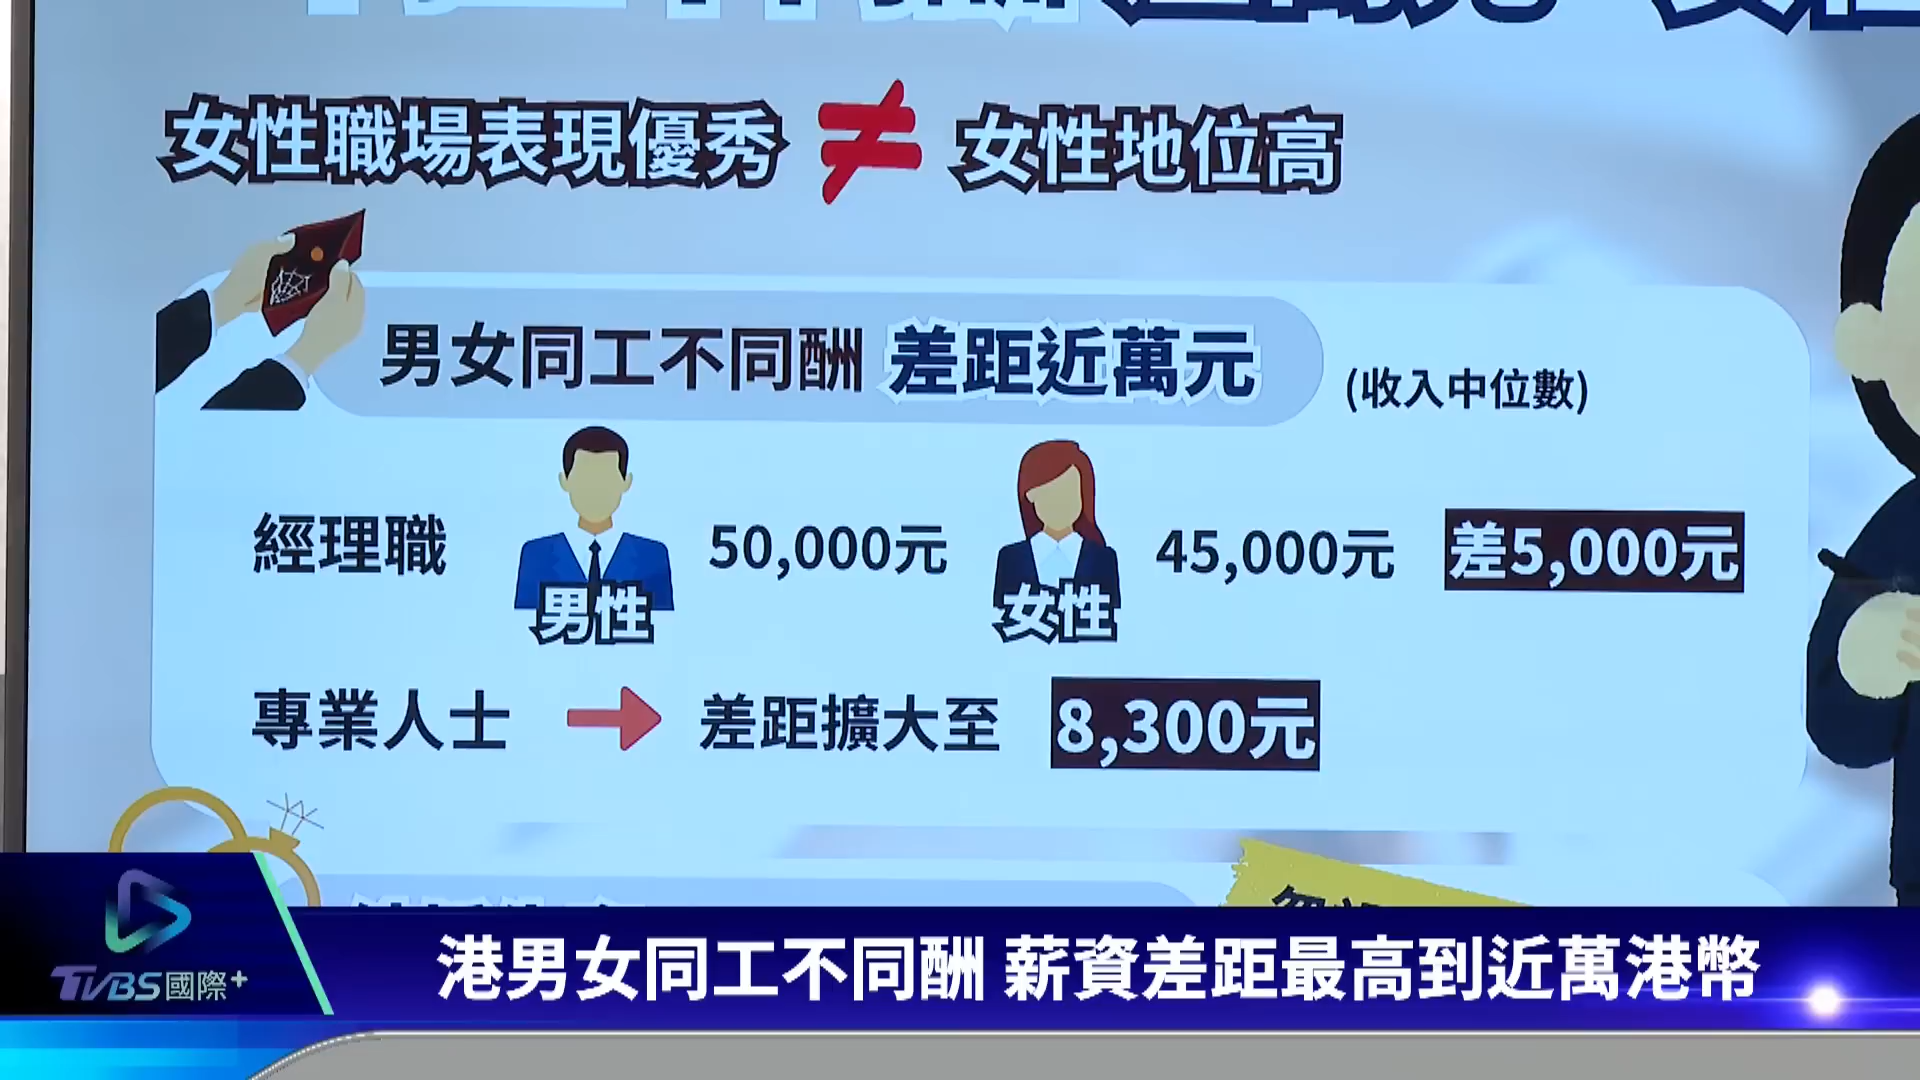 女性職場表現優秀 ≠ 女性地位高
男女同工不同酬 差距近萬元 (收入中位數)
經理職 男性 50,000元 女性 45,000元 差5,000元
專業人士 → 差距擴大至 8,300元
港男女同工不同酬 薪資差距最高到近萬港幣
TVBS國際+